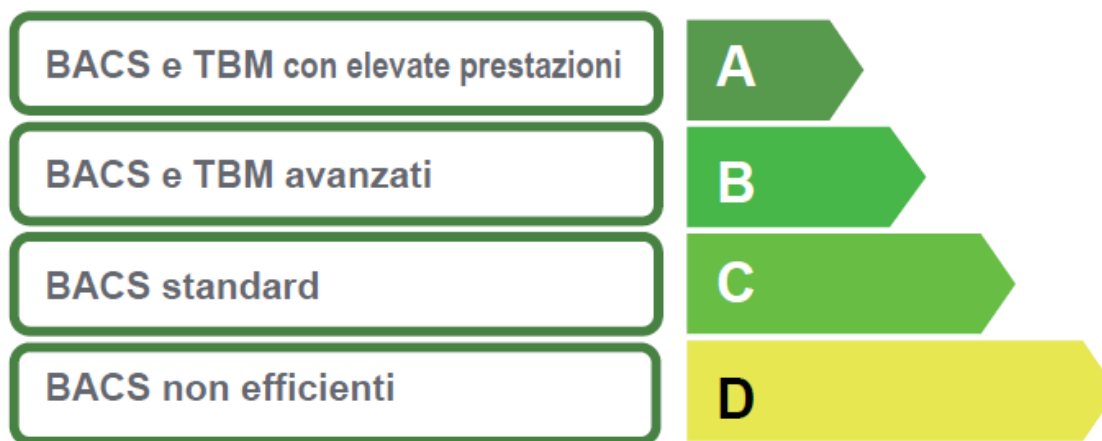 BACS e TBM con elevate prestazioni A
BACS e TBM avanzati B
BACS standard C
BACS non efficienti D